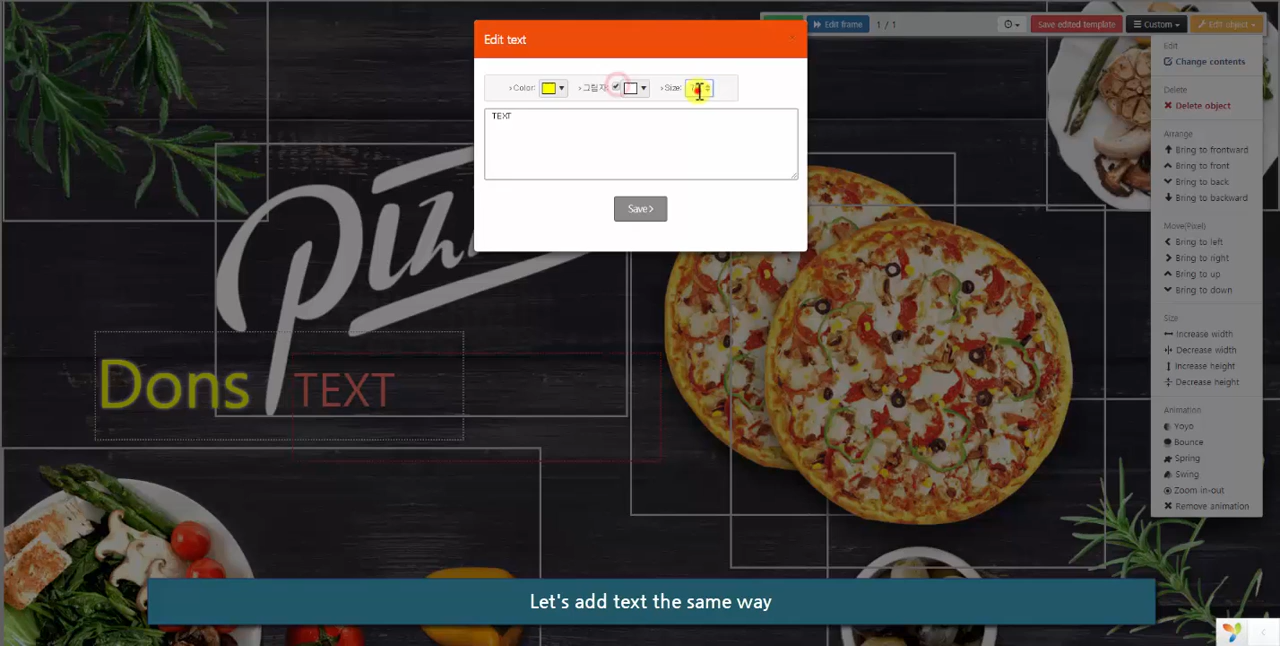 Edit text
Color:
그림자
Size:
TEXT
Save
Edit frame
1 / 1
Save edited template
Custom
Edit object
Edit
Change contents
Delete
Delete object
Arrange
Bring to frontward
Bring to front
Bring to back
Bring to backward
Move(Pixel)
Bring to left
Bring to right
Bring to up
Bring to down
Size
Increase width
Decrease width
Increase height
Decrease height
Animation
Yoyo
Bounce
Spring
Swing
Zoom-in-out
Remove animation
Dons
TEXT
Let's add text the same way